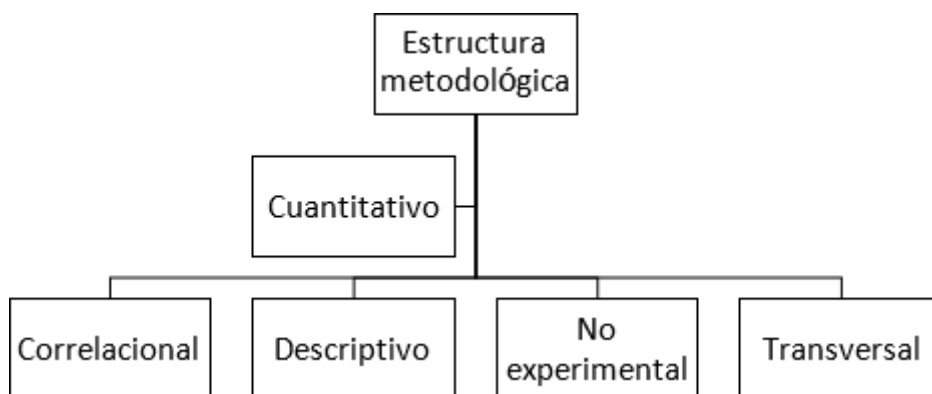 Estructura
metodológica
Cuantitativo
Correlacional
Descriptivo
No
experimental
Transversal